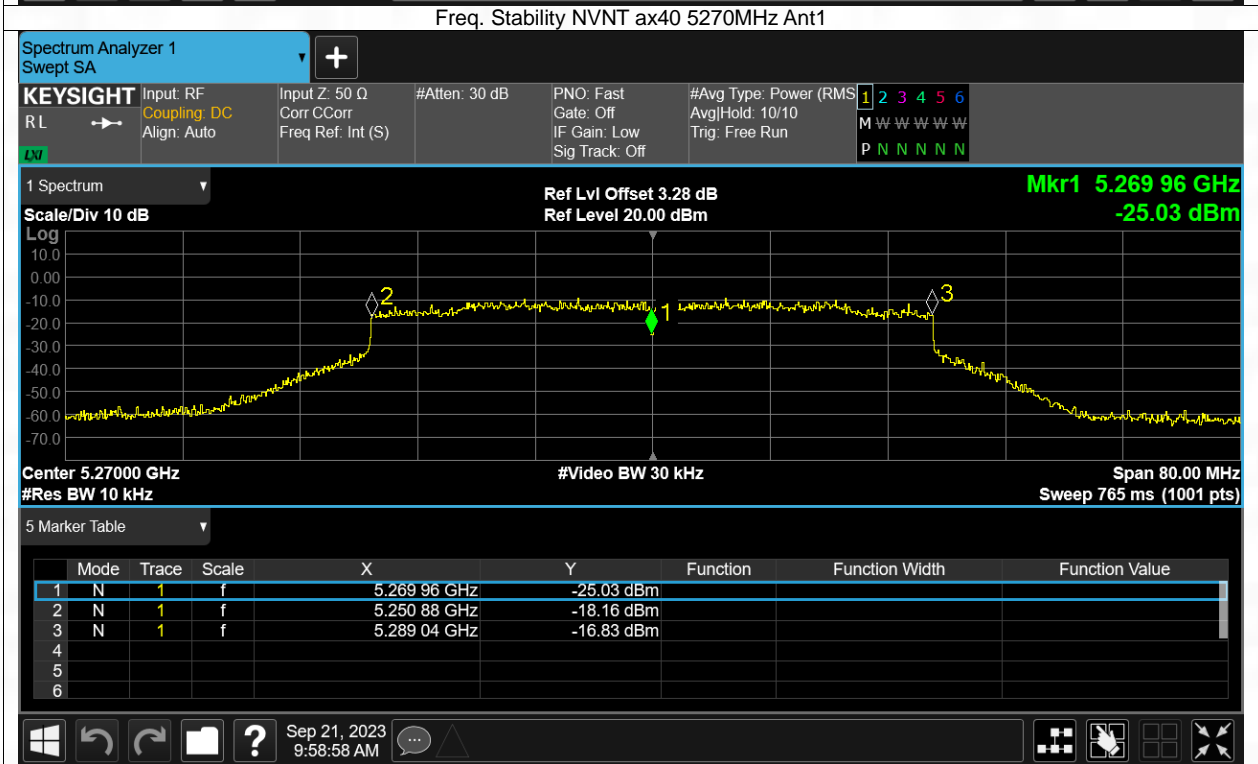 Freq. Stability NVNT ax40 5270MHz Ant1
Spectrum Analyzer 1
Swept SA
+
KEYSIGHT Input: RF Input Z: 50 Ω #Atten: 30 dB PNO: Fast #Avg Type: Power (RMS 1 2 3 4 5 6
RL Coupling: DC Corr CCorr Gate: Off Avg|Hold: 10/10 M W W W W W
Align: Auto Freq Ref: Int (S) IF Gain: Low Trig: Free Run
LXI Sig Track: Off P N N N N N
1 Spectrum
Ref Lvl Offset 3.28 dB Mkr1 5.269 96 GHz
Scale/Div 10 dB Ref Level 20.00 dBm -25.03 dBm
Log
10.0
0.00
-10.0
-20.0
-30.0
-40.0
-50.0
-60.0
-70.0
2
1
3
Center 5.27000 GHz #Video BW 30 kHz Span 80.00 MHz
#Res BW 10 kHz Sweep 765 ms (1001 pts)
5 Marker Table
Mode Trace Scale X Y Function Function Width Function Value
1 N 1 f 5.269 96 GHz -25.03 dBm
2 N 1 f 5.250 88 GHz -18.16 dBm
3 N 1 f 5.289 04 GHz -16.83 dBm
4
5
6
? Sep 21, 2023
9:58:58 AM